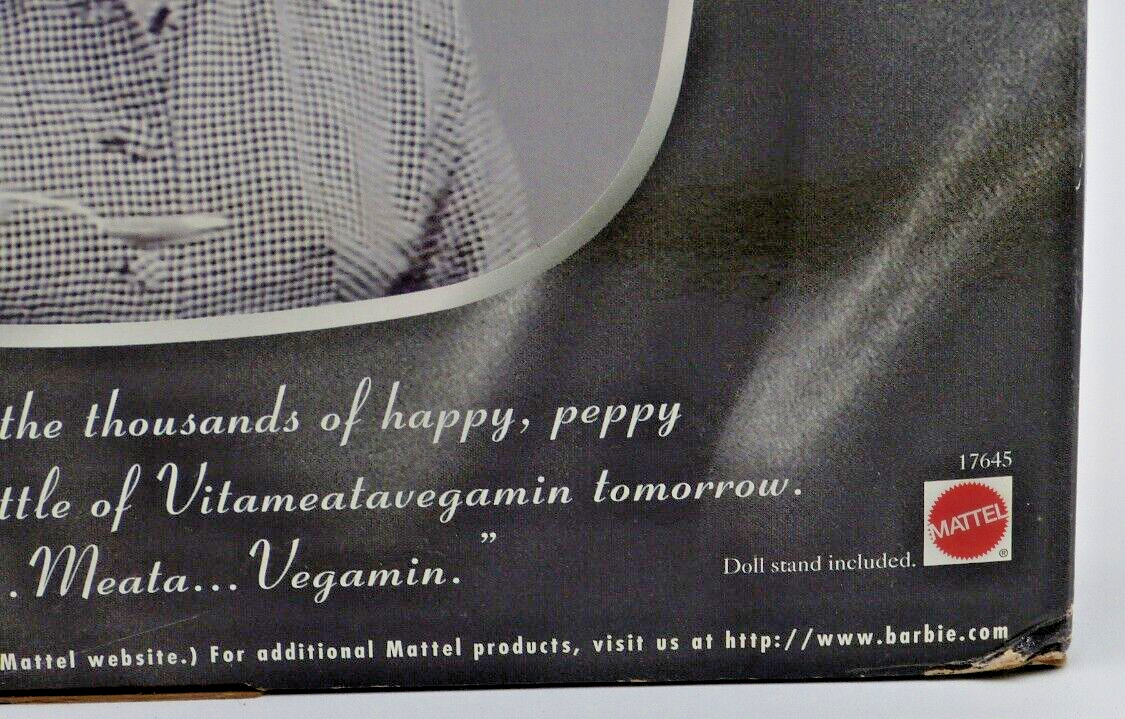 the thousands of happy, peppy
ttle of Vitameatavegamin tomorrow.
. Meata... Vegamin.”
17645
MATTEL
®
Doll stand included.
Mattel website.) For additional Mattel products, visit us at http://www.barbie.com